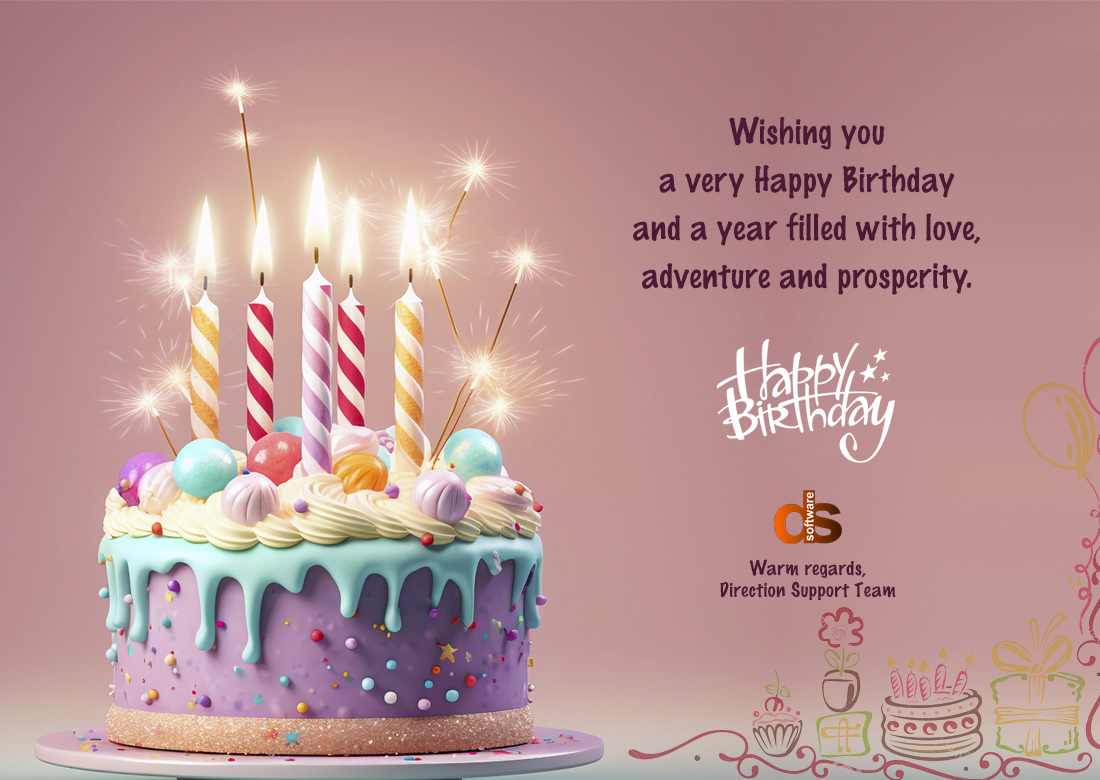 Wishing you
a very Happy Birthday
and a year filled with love,
adventure and prosperity.
Happy
Birthday
ds
software
Warm regards,
Direction Support Team